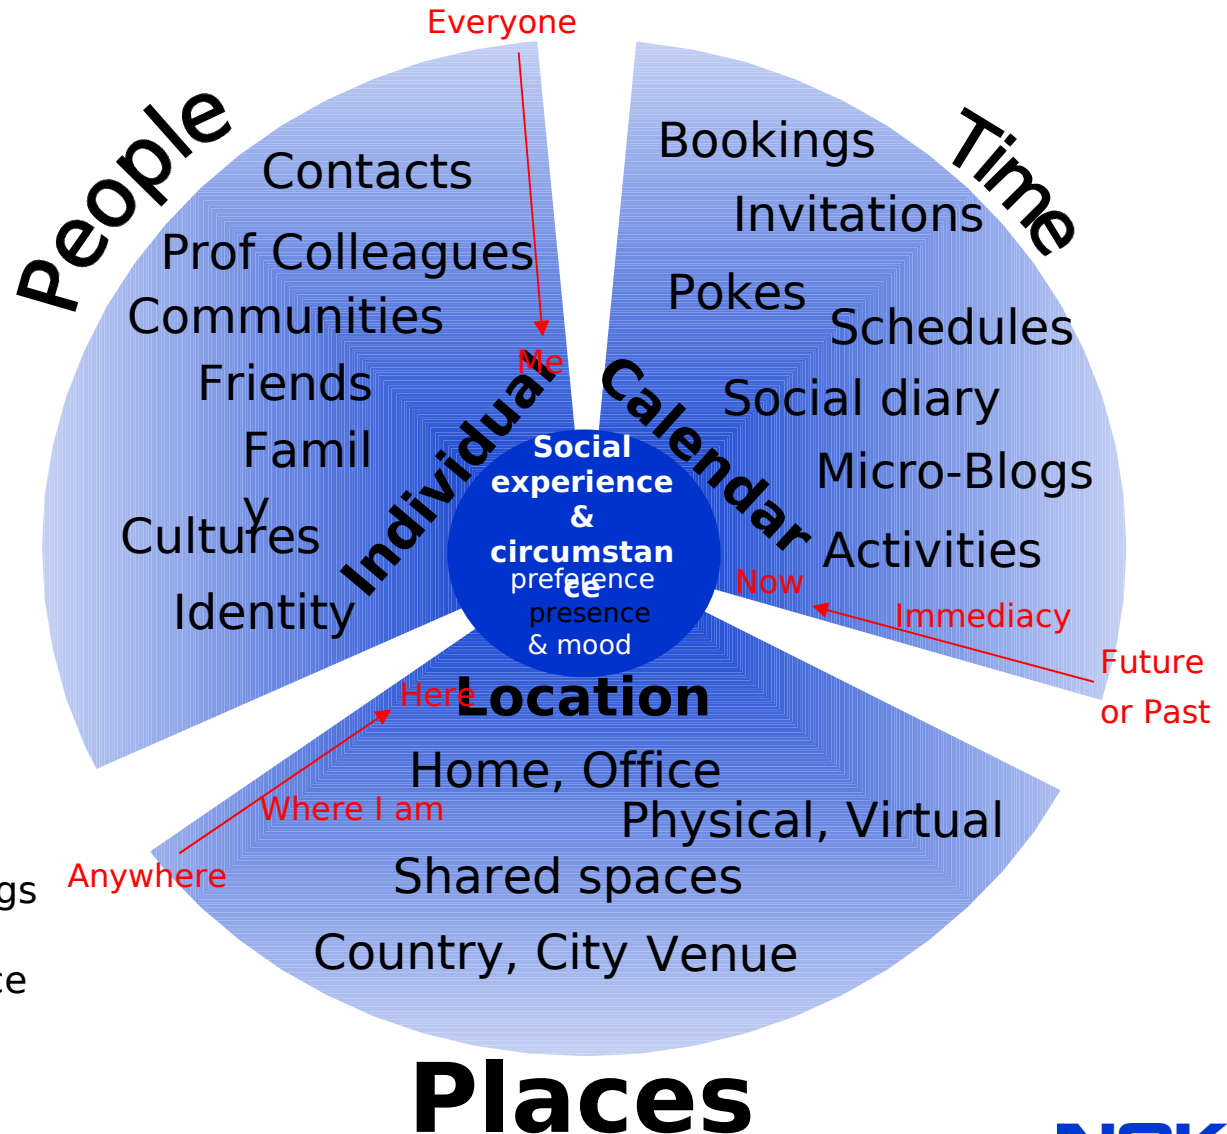 Everyone
People
Time
Contacts
Prof Colleagues
Communities
Friends
Famil
y
Cultures
Identity
Individual
Me
Bookings
Invitations
Pokes
Schedules
Social diary
Micro-Blogs
Activities
Calendar
Now
Immediacy
Future
or Past
Social
experience
&
circumstan
ce
preference
presence
& mood
Here
Location
Home, Office
Where I am
Physical, Virtual
Anywhere
Shared spaces
Country, City Venue
gs
ce
Places